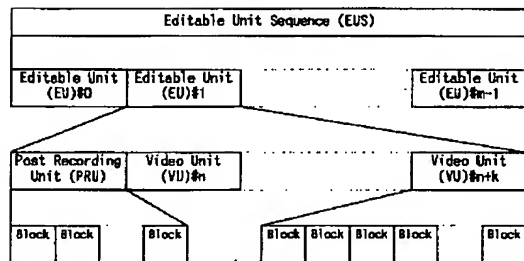 Editable Unit Sequence (EUS)
Editable Unit Editable Unit Editable Unit
(EU)#0 (EU)#1 (EU)#m-1
Post Recording Video Unit Video Unit
Unit (PRU) (VU)#n (VU)#n+k
Block Block Block Block Block Block Block Block